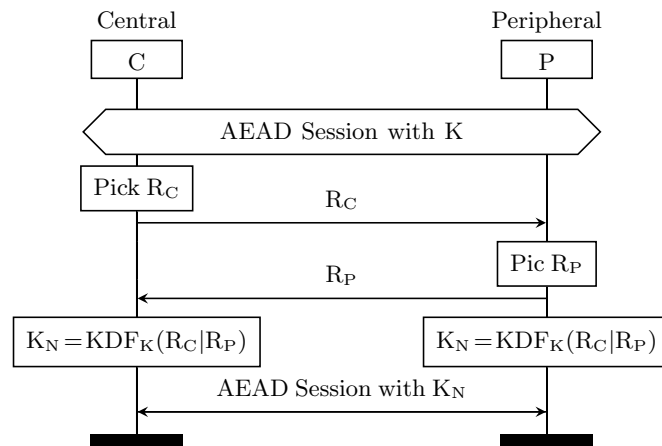 Central Peripheral
C P
AEAD Session with K
Pick R_C
R_C
Pic R_P
R_P
K_N = KDF_K(R_C|R_P) K_N = KDF_K(R_C|R_P)
AEAD Session with K_N